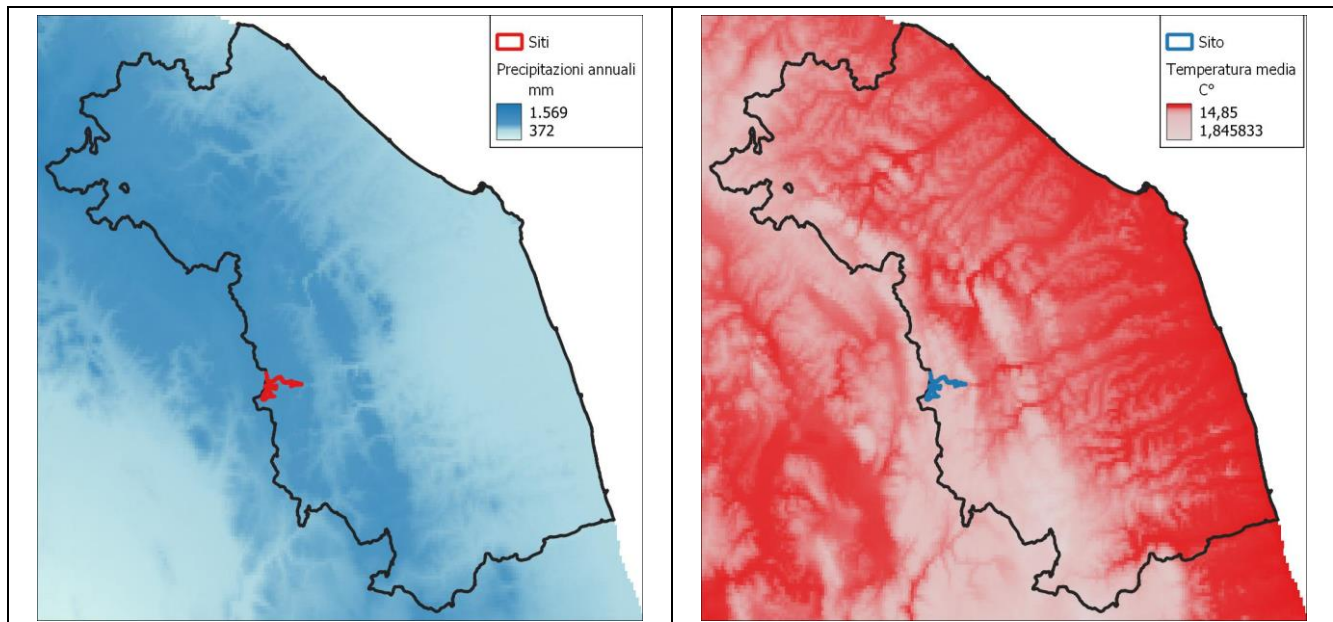 Siti
Precipitazioni annuali
mm
1.569
372
Sito
Temperatura media
C°
14,85
1,845833